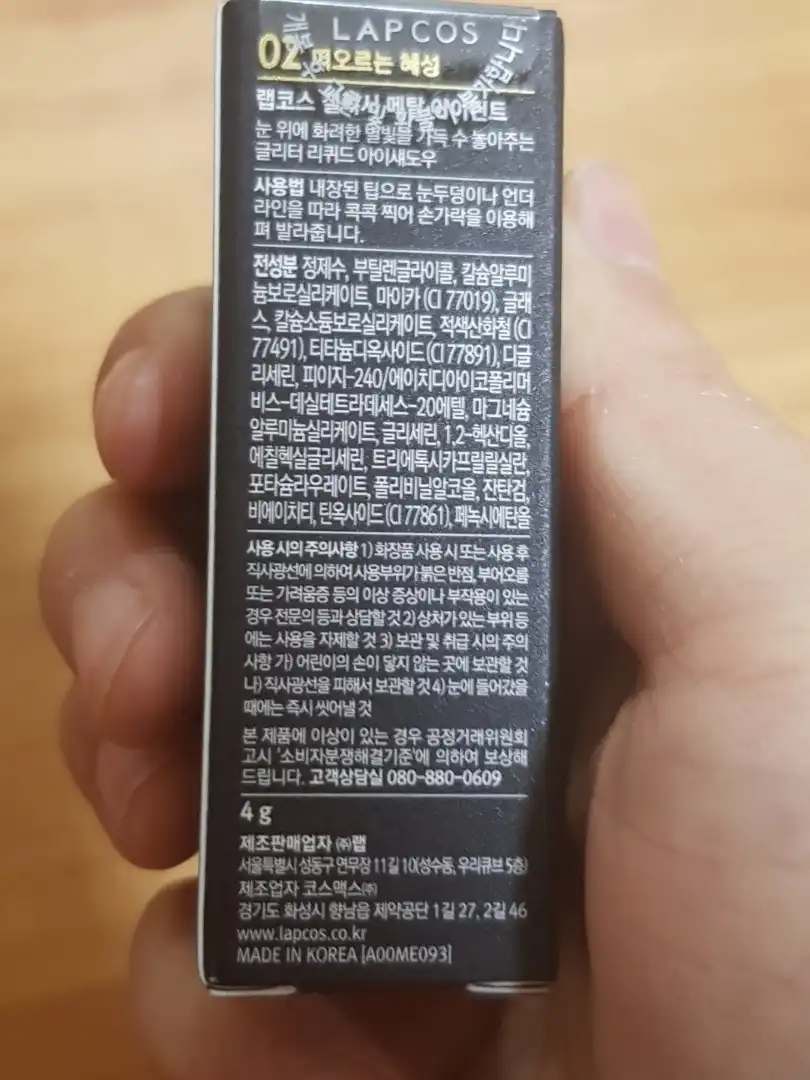 LAPCOS
02 떠오르는 혜성
랩코스 메탈 아이틴트
눈 위에 화려한 별빛을 가득 수 놓아주는
글리터 리퀴드 아이섀도우
사용법 내장된 팁으로 눈두덩이나 언더
라인을 따라 콕콕 찍어 손가락을 이용해
펴 발라줍니다.
전성분 정제수, 부틸렌글라이콜, 칼슘알루미
늄보로실리케이트, 마이카 (CI 77019), 글래
스, 칼슘소듐보로실리케이트, 적색산화철 (CI
77491), 티타늄디옥사이드 (CI 77891), 디글
리세린, 피이지-240/에이치디아이코폴리머
비스-데실테트라데세스-20에텔, 마그네슘
알루미늄실리케이트, 글리세린, 1,2-헥산디올,
에칠헥실글리세린, 트리에톡시카프릴릴실란,
포타슘라우레이트, 폴리비닐알코올, 잔탄검,
비에이치티, 틴옥사이드 (CI 77861), 페녹시에탄올
사용 시의 주의사항 1) 화장품 사용 시 또는 사용 후
직사광선에 의하여 사용부위가 붉은 반점, 부어오름
또는 가려움증 등의 이상 증상이나 부작용이 있는
경우 전문의 등과 상담할 것 2) 상처가 있는 부위 등
에는 사용을 자제할 것 3) 보관 및 취급 시의 주의
사항 가) 어린이의 손이 닿지 않는 곳에 보관할 것
나) 직사광선을 피해서 보관할 것 4) 눈에 들어갔을
때에는 즉시 씻어낼 것
본 제품에 이상이 있는 경우 공정거래위원회
고시 '소비자분쟁해결기준'에 의하여 보상해
드립니다. 고객상담실 080-880-0609
4 g
제조판매업자 ㈜랩
서울특별시 성동구 연무장 11길 10(성수동, 우리큐브 5층)
제조업자 코스맥스㈜
경기도 화성시 향남읍 제약공단 1길 27, 2길 46
www.lapcos.co.kr
MADE IN KOREA [A00ME093]